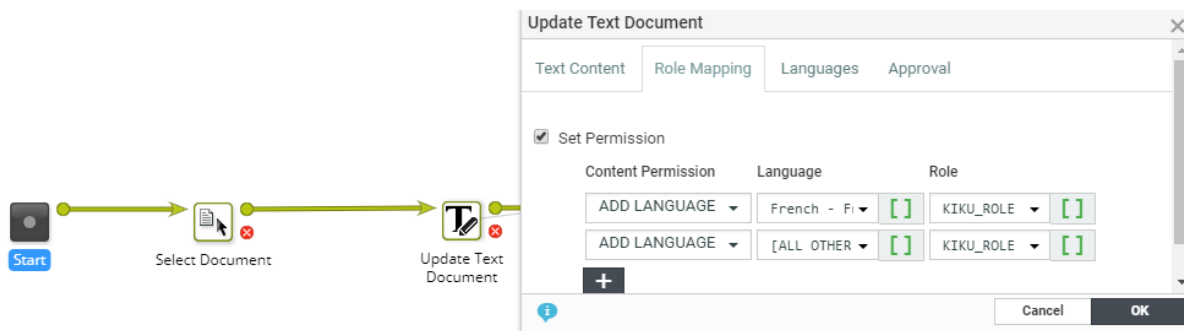 Update Text Document
Text Content Role Mapping Languages Approval
Set Permission
Content Permission Language Role
ADD LANGUAGE French - F [ ] KIKU_ROLE [ ]
ADD LANGUAGE [ALL OTHER [ ] KIKU_ROLE [ ]
+
Cancel OK
Start
Select Document
Update Text
Document